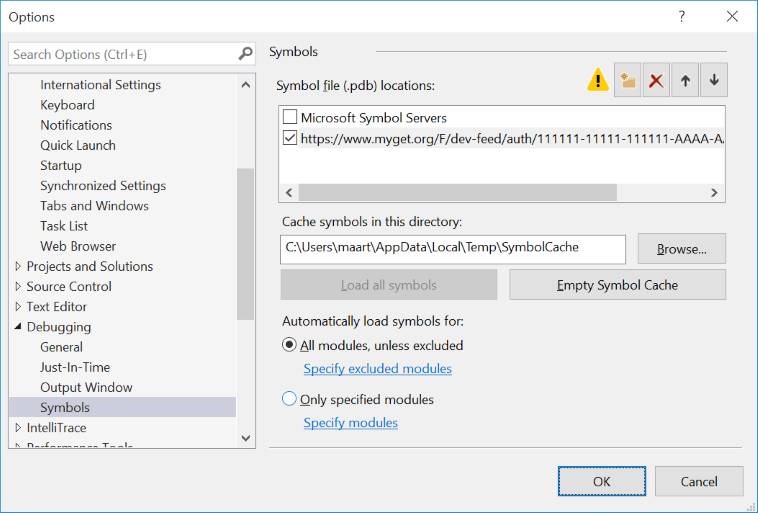 Options
Search Options (Ctrl+E)
International Settings
Keyboard
Notifications
Quick Launch
Startup
Synchronized Settings
Tabs and Windows
Task List
Web Browser
Projects and Solutions
Source Control
Text Editor
Debugging
General
Just-In-Time
Output Window
Symbols
IntelliTrace
Performance Tools
Symbols
Symbol file (.pdb) locations:
Microsoft Symbol Servers
https://www.myget.org/F/dev-feed/auth/111111-11111-111111-AAAA-A
Cache symbols in this directory:
C:\Users\maart\AppData\Local\Temp\SymbolCache
Browse...
Load all symbols
Empty Symbol Cache
Automatically load symbols for:
All modules, unless excluded
Specify excluded modules
Only specified modules
Specify modules
OK
Cancel